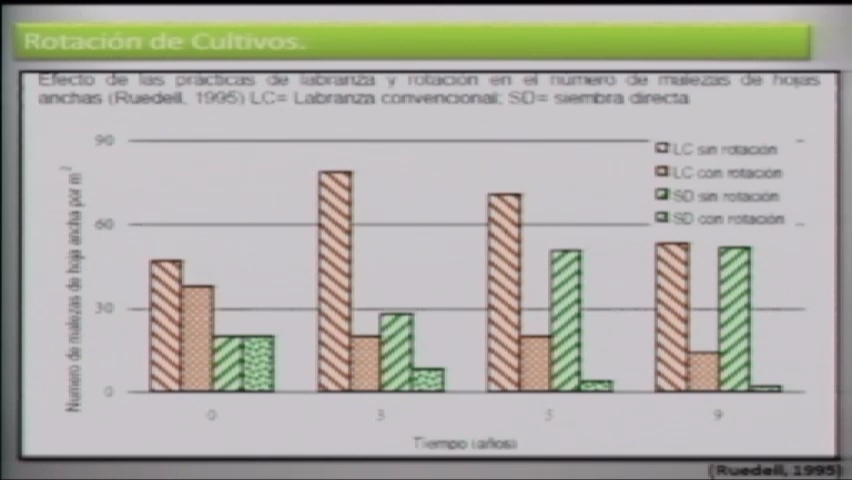 Rotación de Cultivos.
Efecto de las prácticas de labranza y rotación en el número de malezas de hojas
anchas (Ruedell, 1995) LC= Labranza convencional; SD= siembra directa
90
60
30
0
Numero de malezas de hoja ancha por m²
LC sin rotación
LC con rotación
SD sin rotación
SD con rotación
0 3 5 9
Tiempo (años)
(Ruedell, 1995)